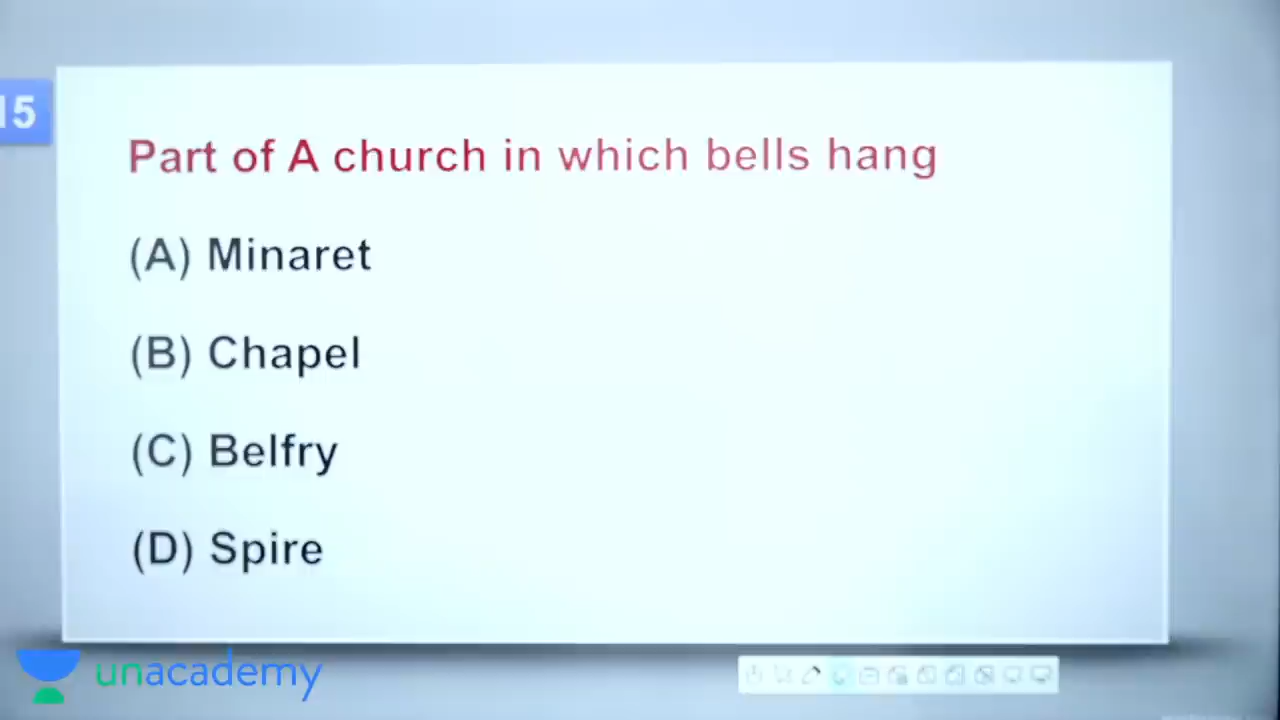 15
Part of A church in which bells hang
(A) Minaret
(B) Chapel
(C) Belfry
(D) Spire
unacademy